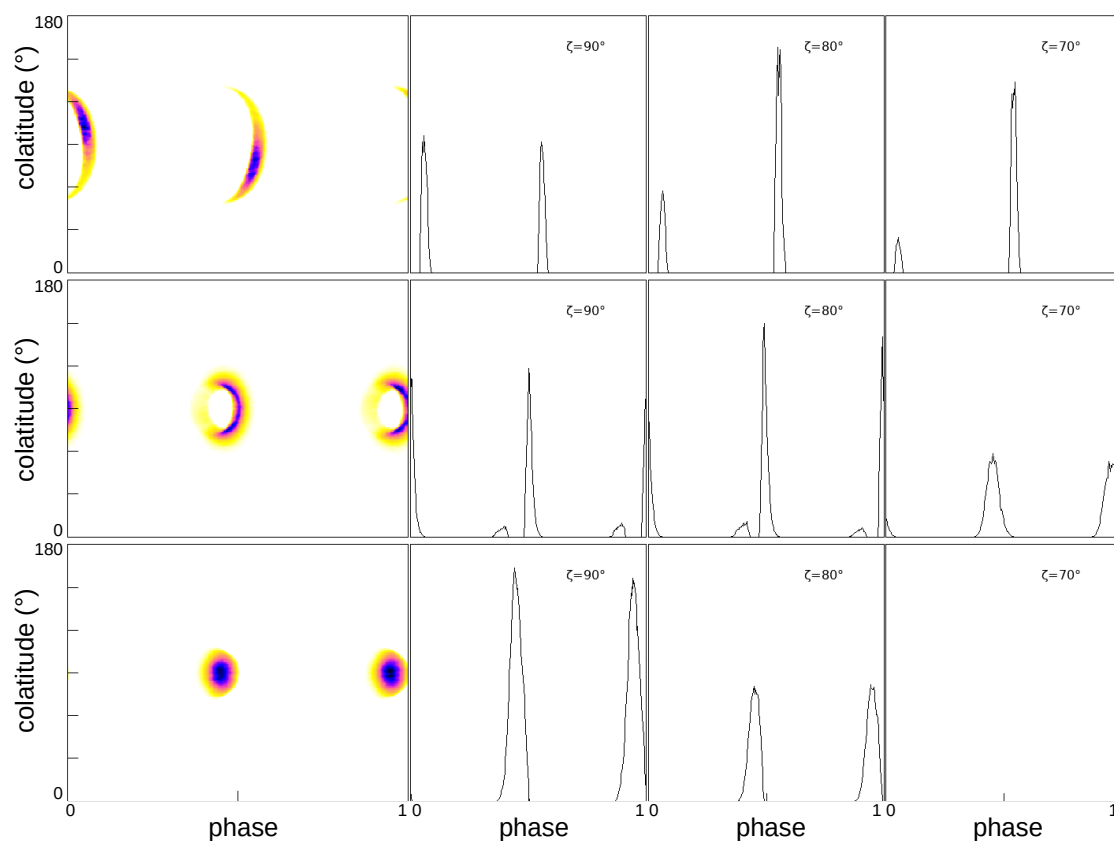 180
colatitude (°)
0
ζ=90°
ζ=80°
ζ=70°
180
colatitude (°)
0
ζ=90°
ζ=80°
ζ=70°
180
colatitude (°)
0
ζ=90°
ζ=80°
ζ=70°
0 1 0 1 0 1 0 1
phase phase phase phase